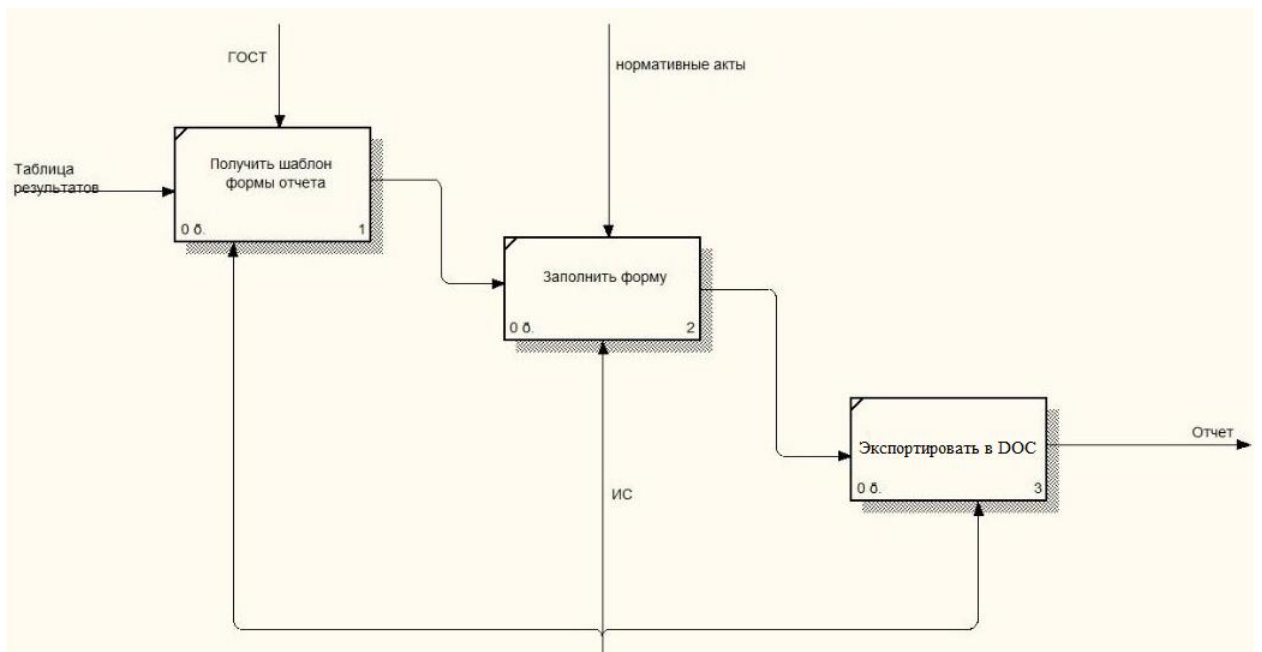 ГОСТ
нормативные акты
Таблица
результатов
Получить шаблон
формы отчета
0 ð.
1
Заполнить форму
0 ð.
2
Экспортировать в DOC
0 ð.
3
Отчет
ИС